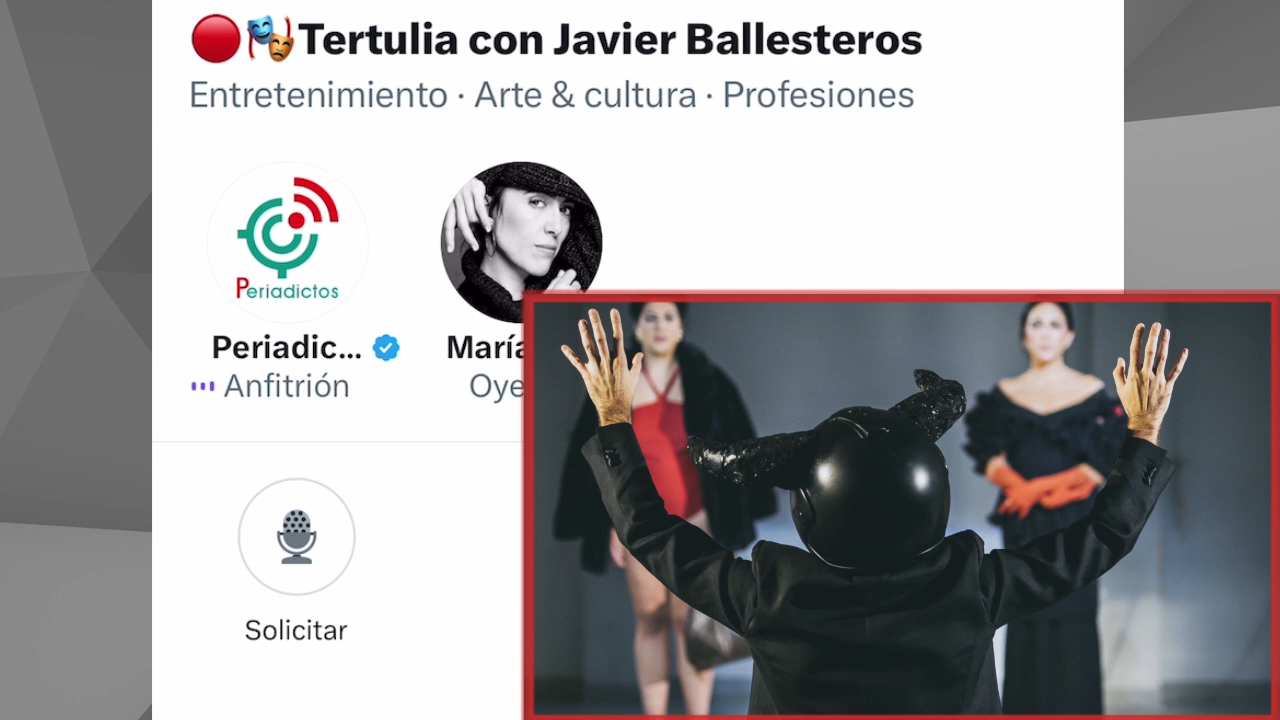 🔴🎭Tertulia con Javier Ballesteros
Entretenimiento · Arte & cultura · Profesiones
Periadictos
Periadic... María
Anfitrión Oye
Solicitar